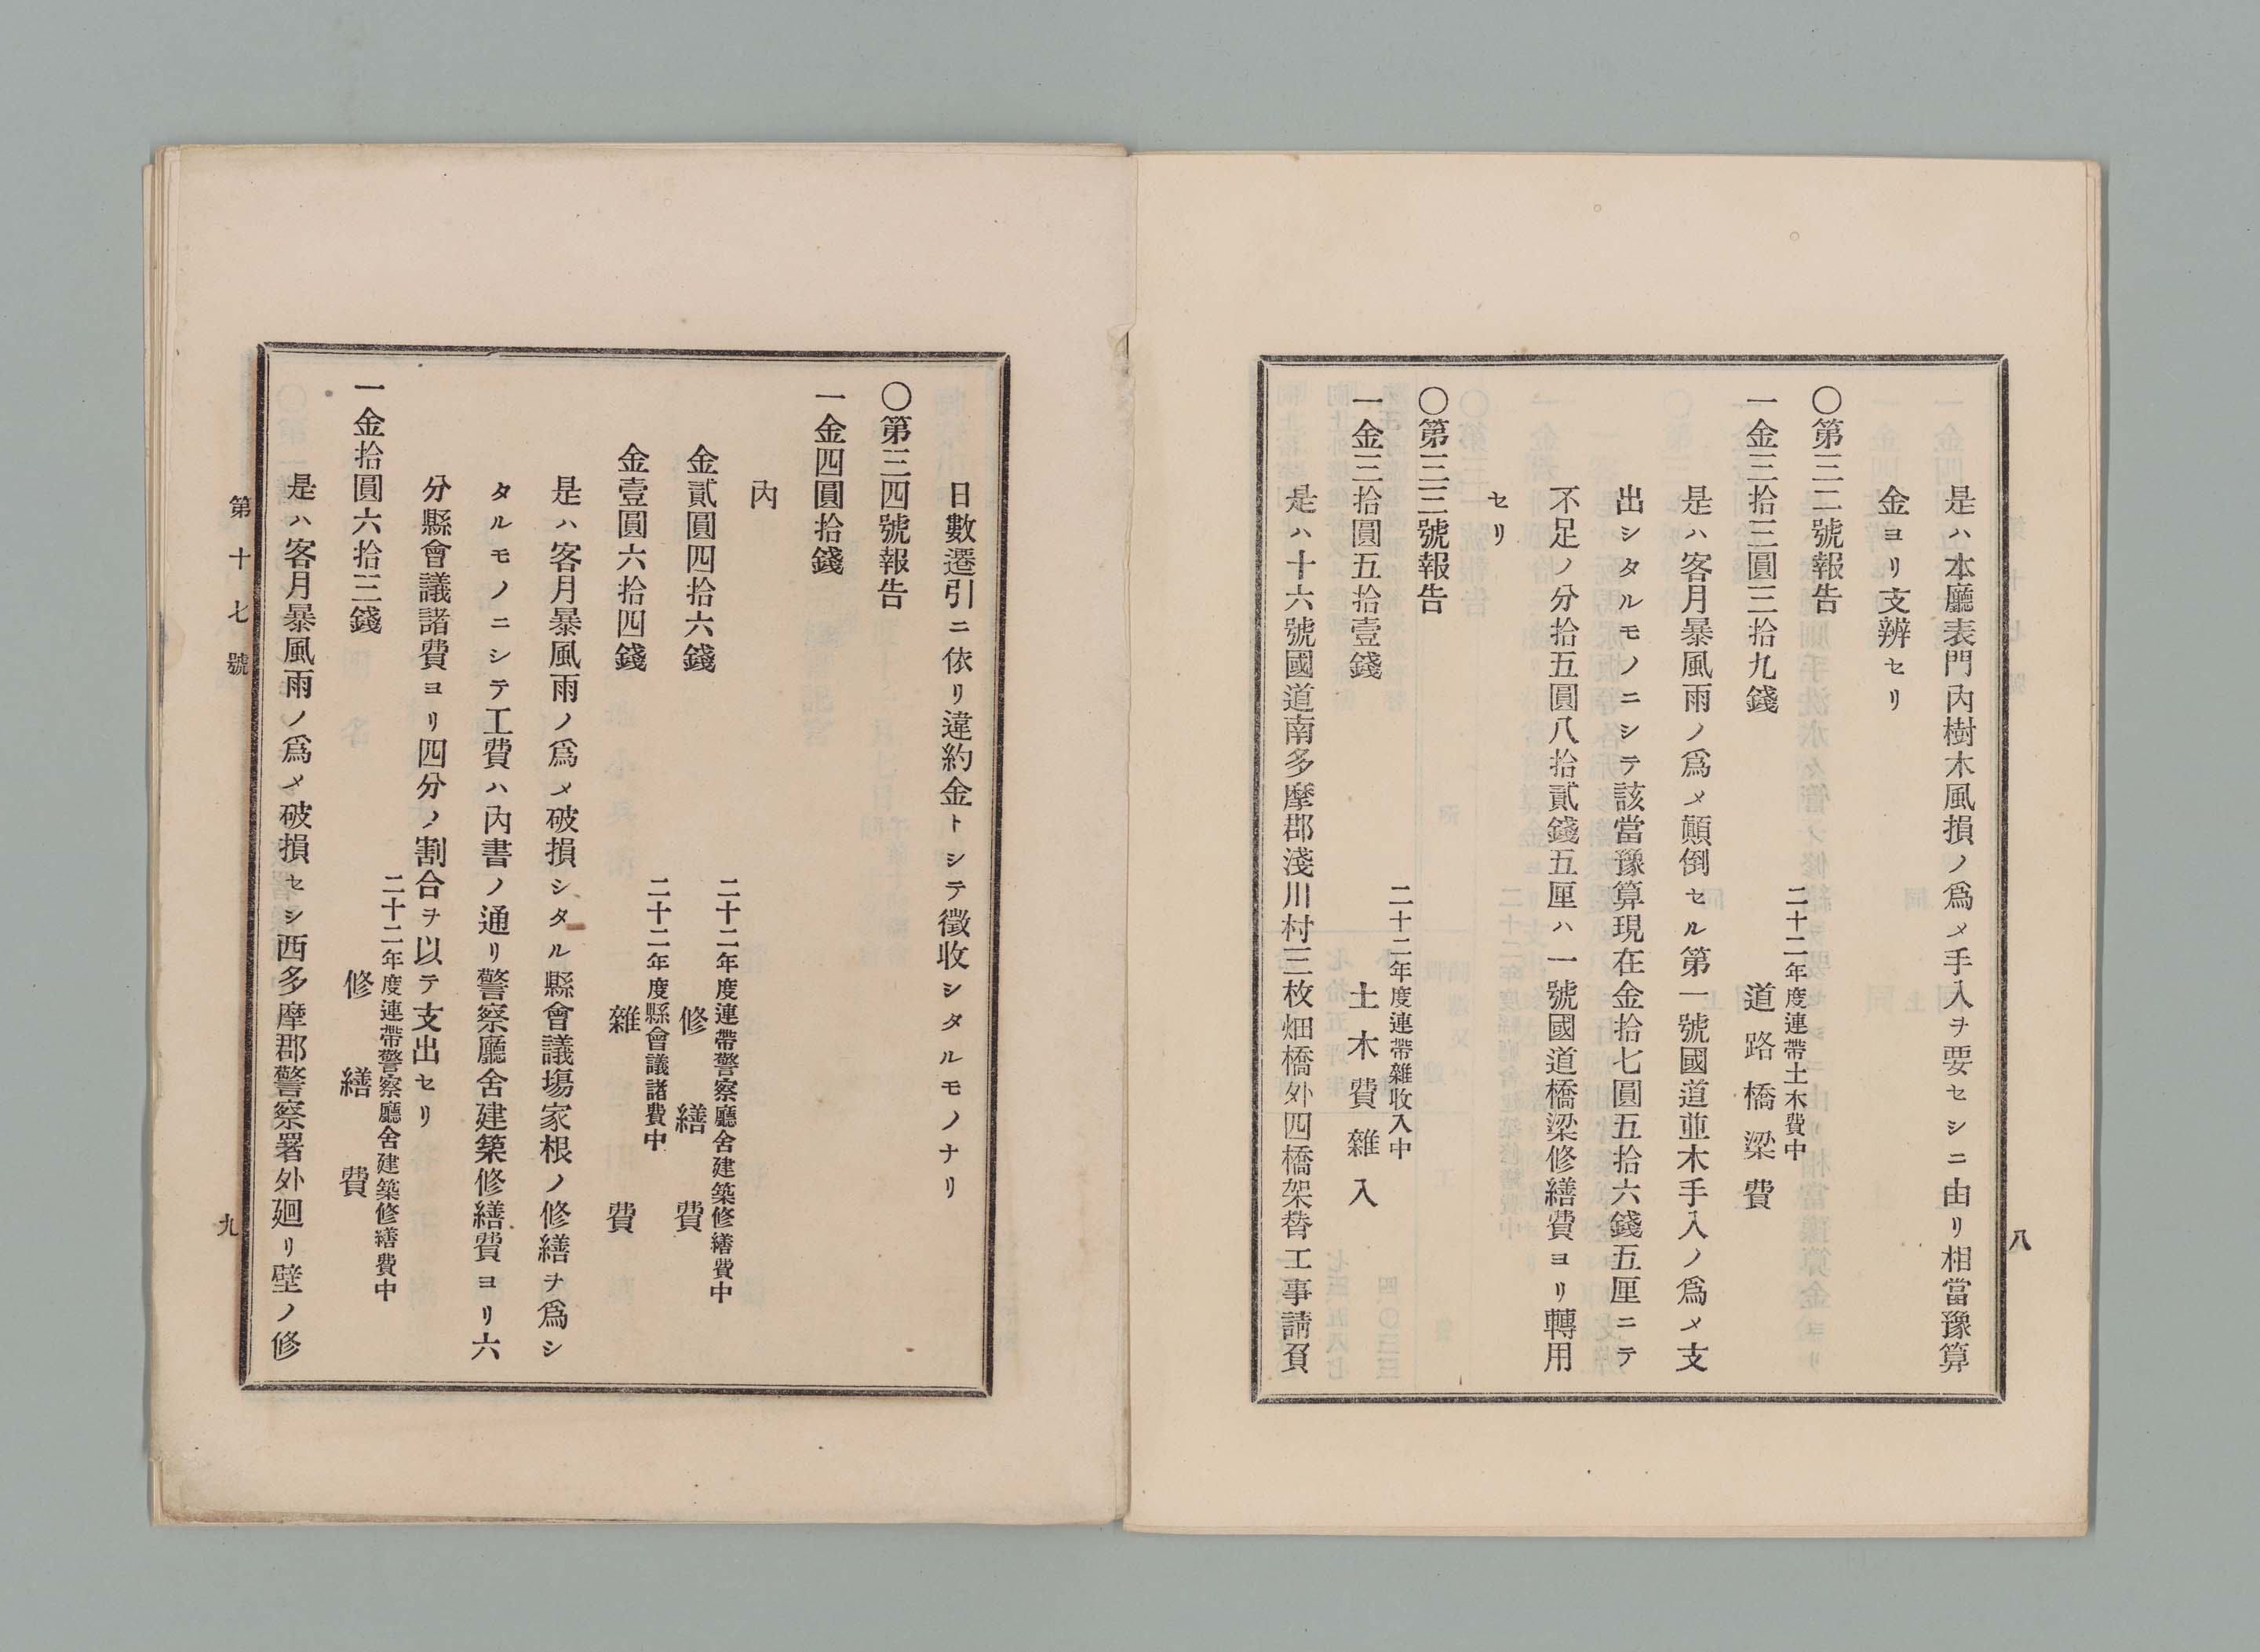 是ハ本廳表門內樹木風損ノ爲メ手入ヲ要セシニ由リ相當豫算
金ヨリ支辨セリ
〇第三二號報告
二十二年度連帶土木費中
一金三拾三圓三拾九錢 道路橋梁費
是ハ客月暴風雨ノ爲メ顚倒セル第一號國道並木手入ノ爲メ支
出シタルモノニシテ該當豫算現在金拾七圓五拾六錢五厘ニテ
不足ノ分拾五圓八拾貳錢五厘ハ一號國道橋梁修繕費ヨリ轉用
セリ
〇第三三號報告
二十二年度連帶雜收入中
一金三拾圓五拾壹錢 土木費雜入
是ハ十六號國道南多摩郡淺川村三枚畑橋外四橋架替工事請負
八
日數遷引ニ依リ違約金トシテ徵收シタルモノナリ
〇第三四號報告
一金四圓拾錢
內
二十二年度連帶警察廳舍建築修繕費中
金貳圓四拾六錢 修繕費
二十二年度縣會議諸費中
金壹圓六拾四錢 雜費
是ハ客月暴風雨ノ爲メ破損シタル縣會議塲家根ノ修繕ヲ爲シ
タルモノニシテ工費ハ內書ノ通リ警察廳舍建築修繕費ヨリ六
分縣會議諸費ヨリ四分ノ割合ヲ以テ支出セリ
二十二年度連帶警察廳舍建築修繕費中
一金拾圓六拾三錢 修繕費
是ハ客月暴風雨ノ爲メ破損セシ西多摩郡警察署外廻リ壁ノ修
第十七號
九